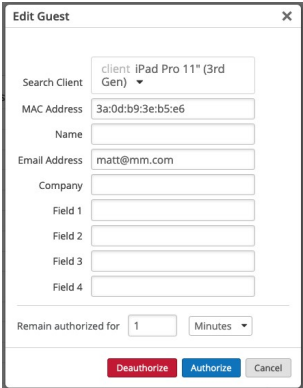 Edit Guest
Search Client client iPad Pro 11" (3rd
Gen)
MAC Address 3a:0d:b9:3e:b5:e6
Name
Email Address matt@mm.com
Company
Field 1
Field 2
Field 3
Field 4
Remain authorized for 1 Minutes
Deauthorize Authorize Cancel